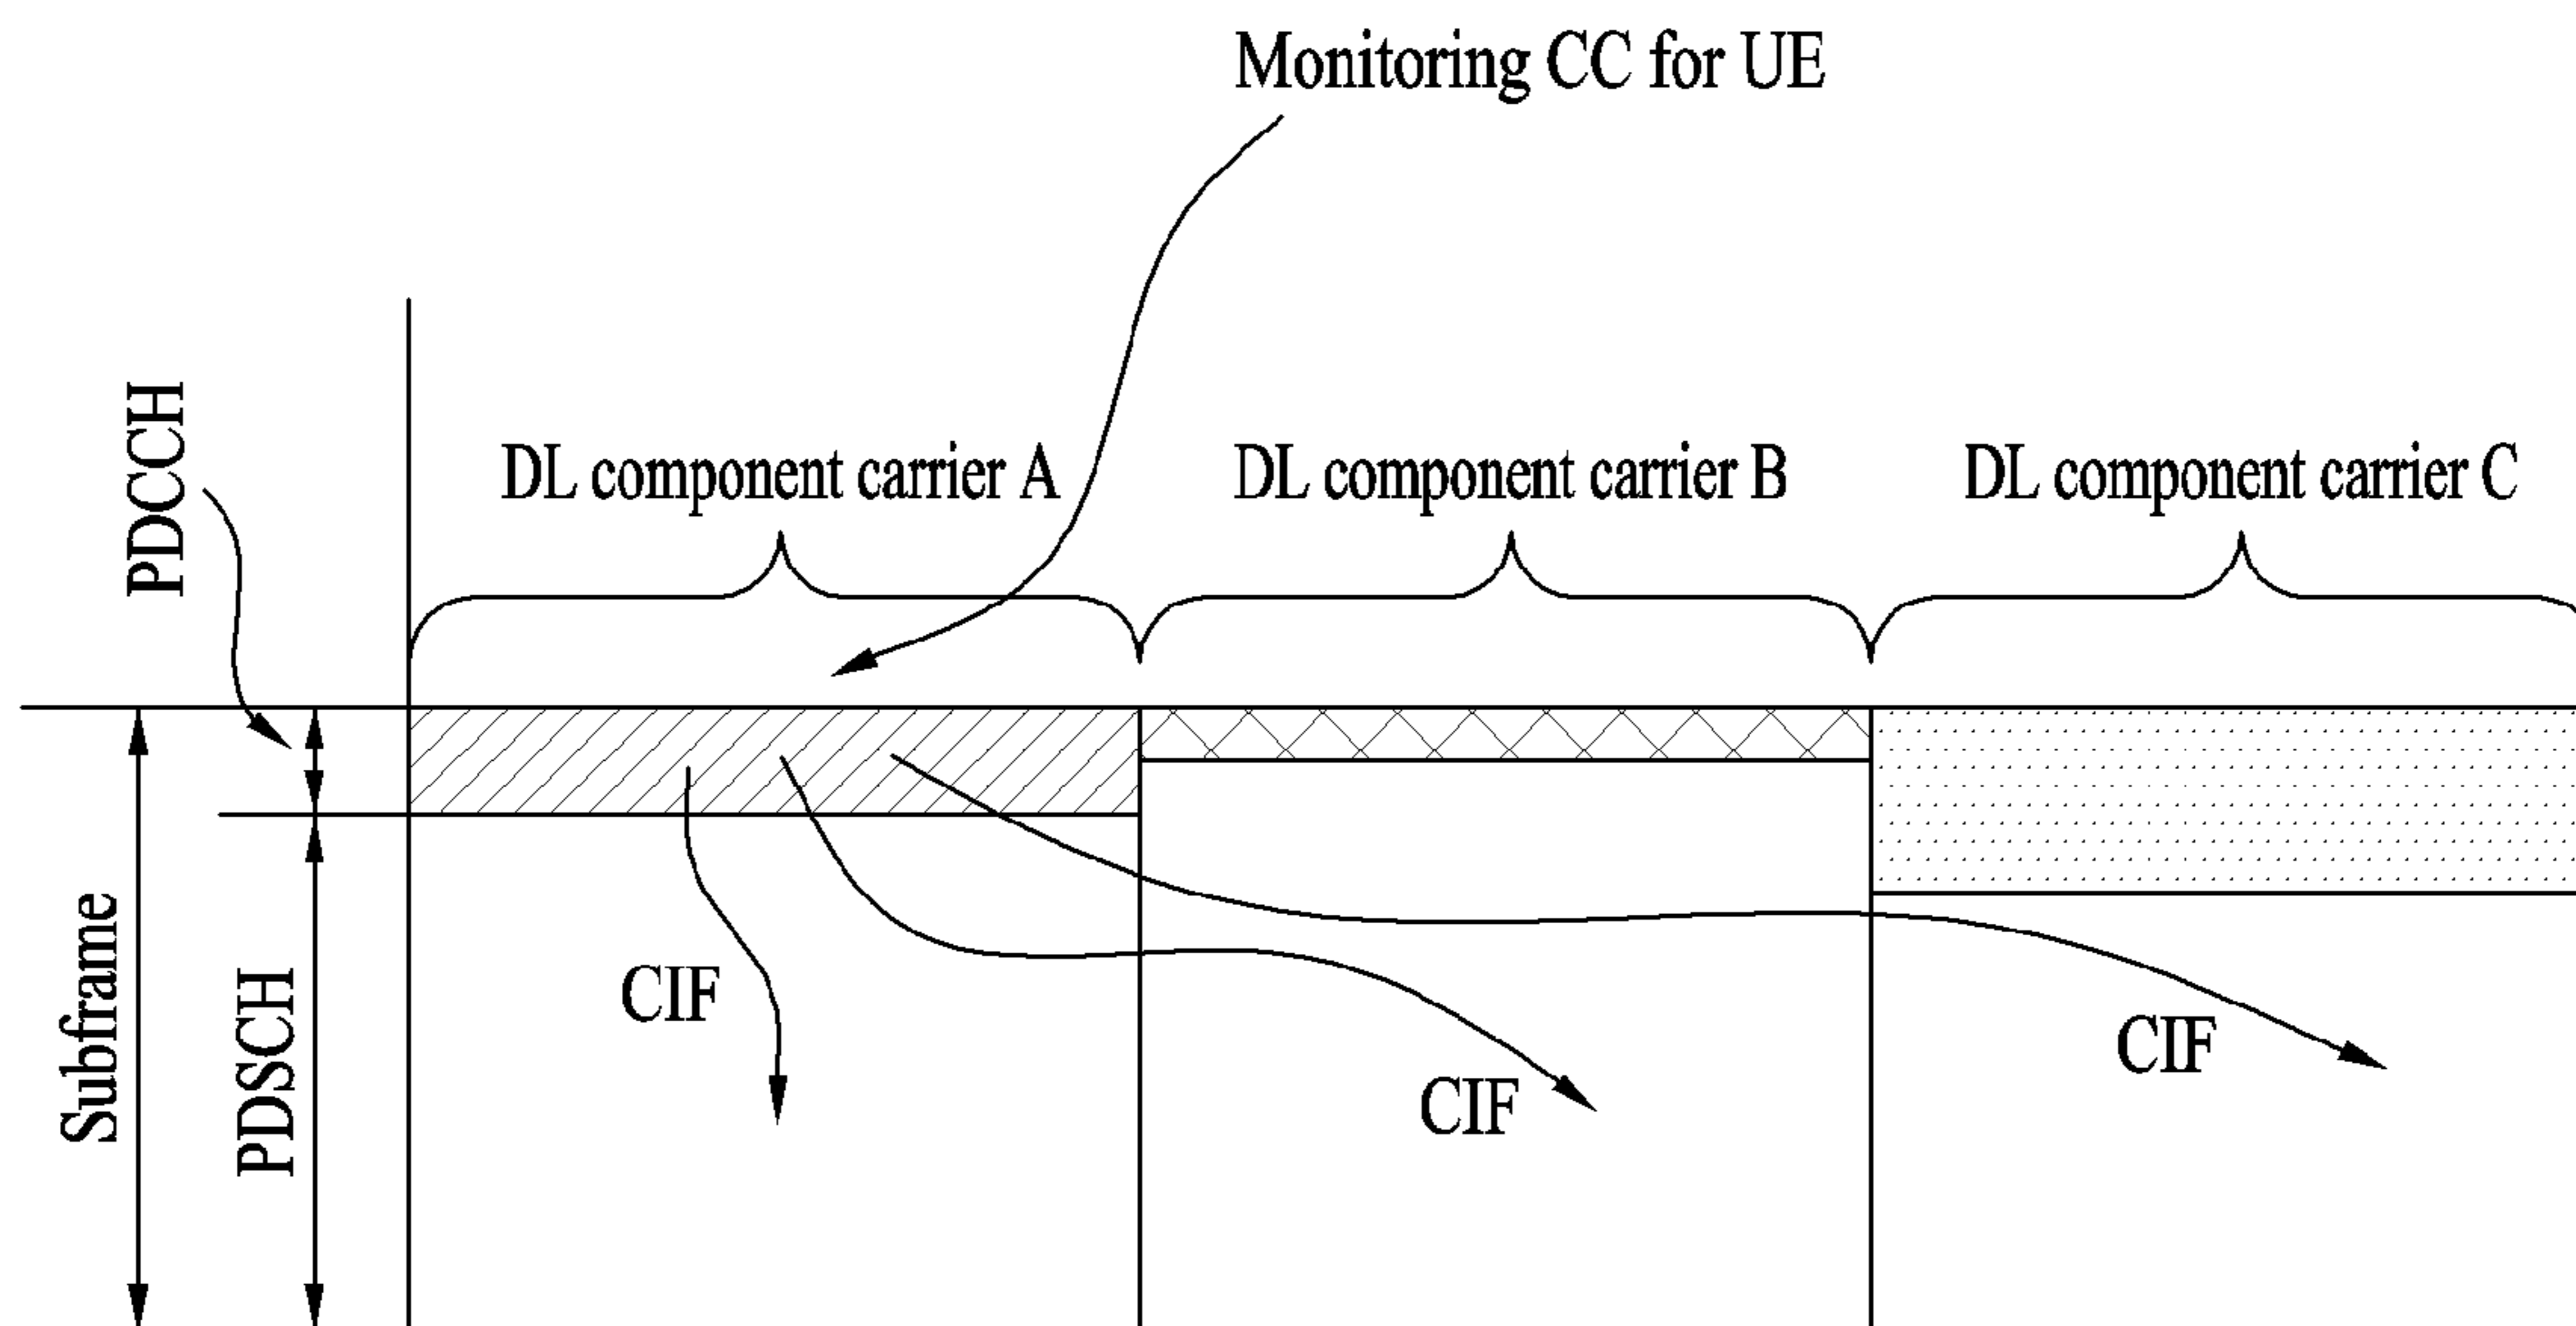 Monitoring CC for UE
PDCCH
DL component carrier A
DL component carrier B
DL component carrier C
Subframe
PDSCH
CIF
CIF
CIF